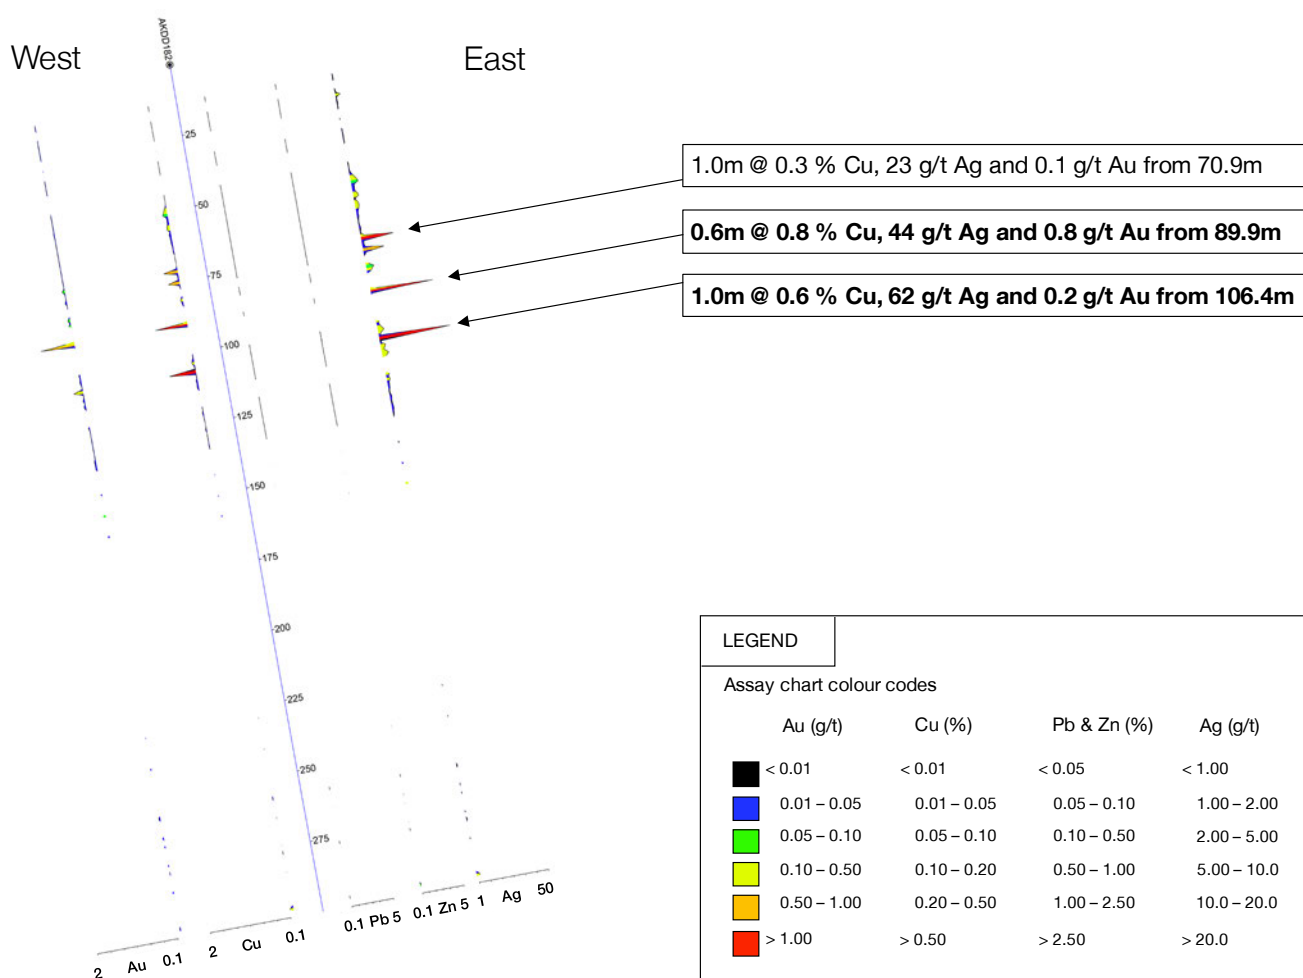 West
AKDD182
East
25
50
75
100
125
150
175
200
225
250
275
1.0m @ 0.3 % Cu, 23 g/t Ag and 0.1 g/t Au from 70.9m
0.6m @ 0.8 % Cu, 44 g/t Ag and 0.8 g/t Au from 89.9m
1.0m @ 0.6 % Cu, 62 g/t Ag and 0.2 g/t Au from 106.4m
2 Au 0.1 2 Cu 0.1 0.1 Pb 5 0.1 Zn 5 1 Ag 50
LEGEND
Assay chart colour codes
Au (g/t) Cu (%) Pb & Zn (%) Ag (g/t)
< 0.01 < 0.01 < 0.05 < 1.00
0.01 – 0.05 0.01 – 0.05 0.05 – 0.10 1.00 – 2.00
0.05 – 0.10 0.05 – 0.10 0.10 – 0.50 2.00 – 5.00
0.10 – 0.50 0.10 – 0.20 0.50 – 1.00 5.00 – 10.0
0.50 – 1.00 0.20 – 0.50 1.00 – 2.50 10.0 – 20.0
> 1.00 > 0.50 > 2.50 > 20.0